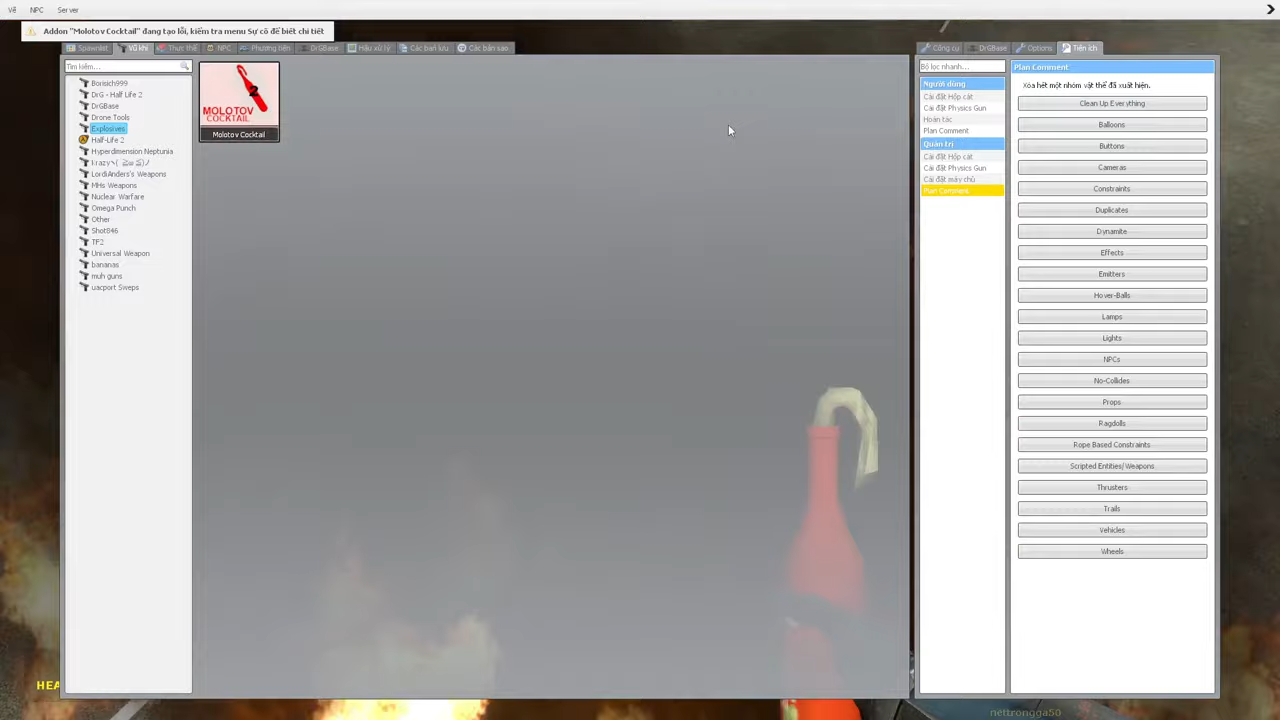 Vẽ NPC Server
Addon "Molotov Cocktail" đang tạo lỗi, kiểm tra menu Sự cố để biết chi tiết
Spawnlist Vũ khí Thực thể NPC Phương tiện DrGBase Hậu xử lý Các bản lưu Các bản sao
Công cụ DrGBase Options Tiện ích
Tìm kiếm...
Borisich999
DrG - Half Life 2
DrGBase
Drone Tools
Explosives
Half-Life 2
Hyperdimension Neptunia
LordiAnders's Weapons
MHs Weapons
Nuclear Warfare
Omega Punch
Other
Shot846
TF2
Universal Weapon
bananas
muh guns
uacport Sweps
2
MOLOTOV
COCKTAIL
Molotov Cocktail
Bộ lọc nhanh...
Người dùng
Cài đặt Hộp cát
Cài đặt Physics Gun
Hoàn tác
Plan Comment
Quản trị
Cài đặt Hộp cát
Cài đặt Physics Gun
Cài đặt máy chủ
Plan Comment
Plan Comment
Xóa hết một nhóm vật thể đã xuất hiện.
Clean Up Everything
Balloons
Buttons
Cameras
Constraints
Duplicates
Dynamite
Effects
Emitters
Hover-Balls
Lamps
Lights
NPCs
No-Collides
Props
Ragdolls
Rope Based Constraints
Scripted Entities/Weapons
Thrusters
Trails
Vehicles
Wheels
HEA
nettrongga50